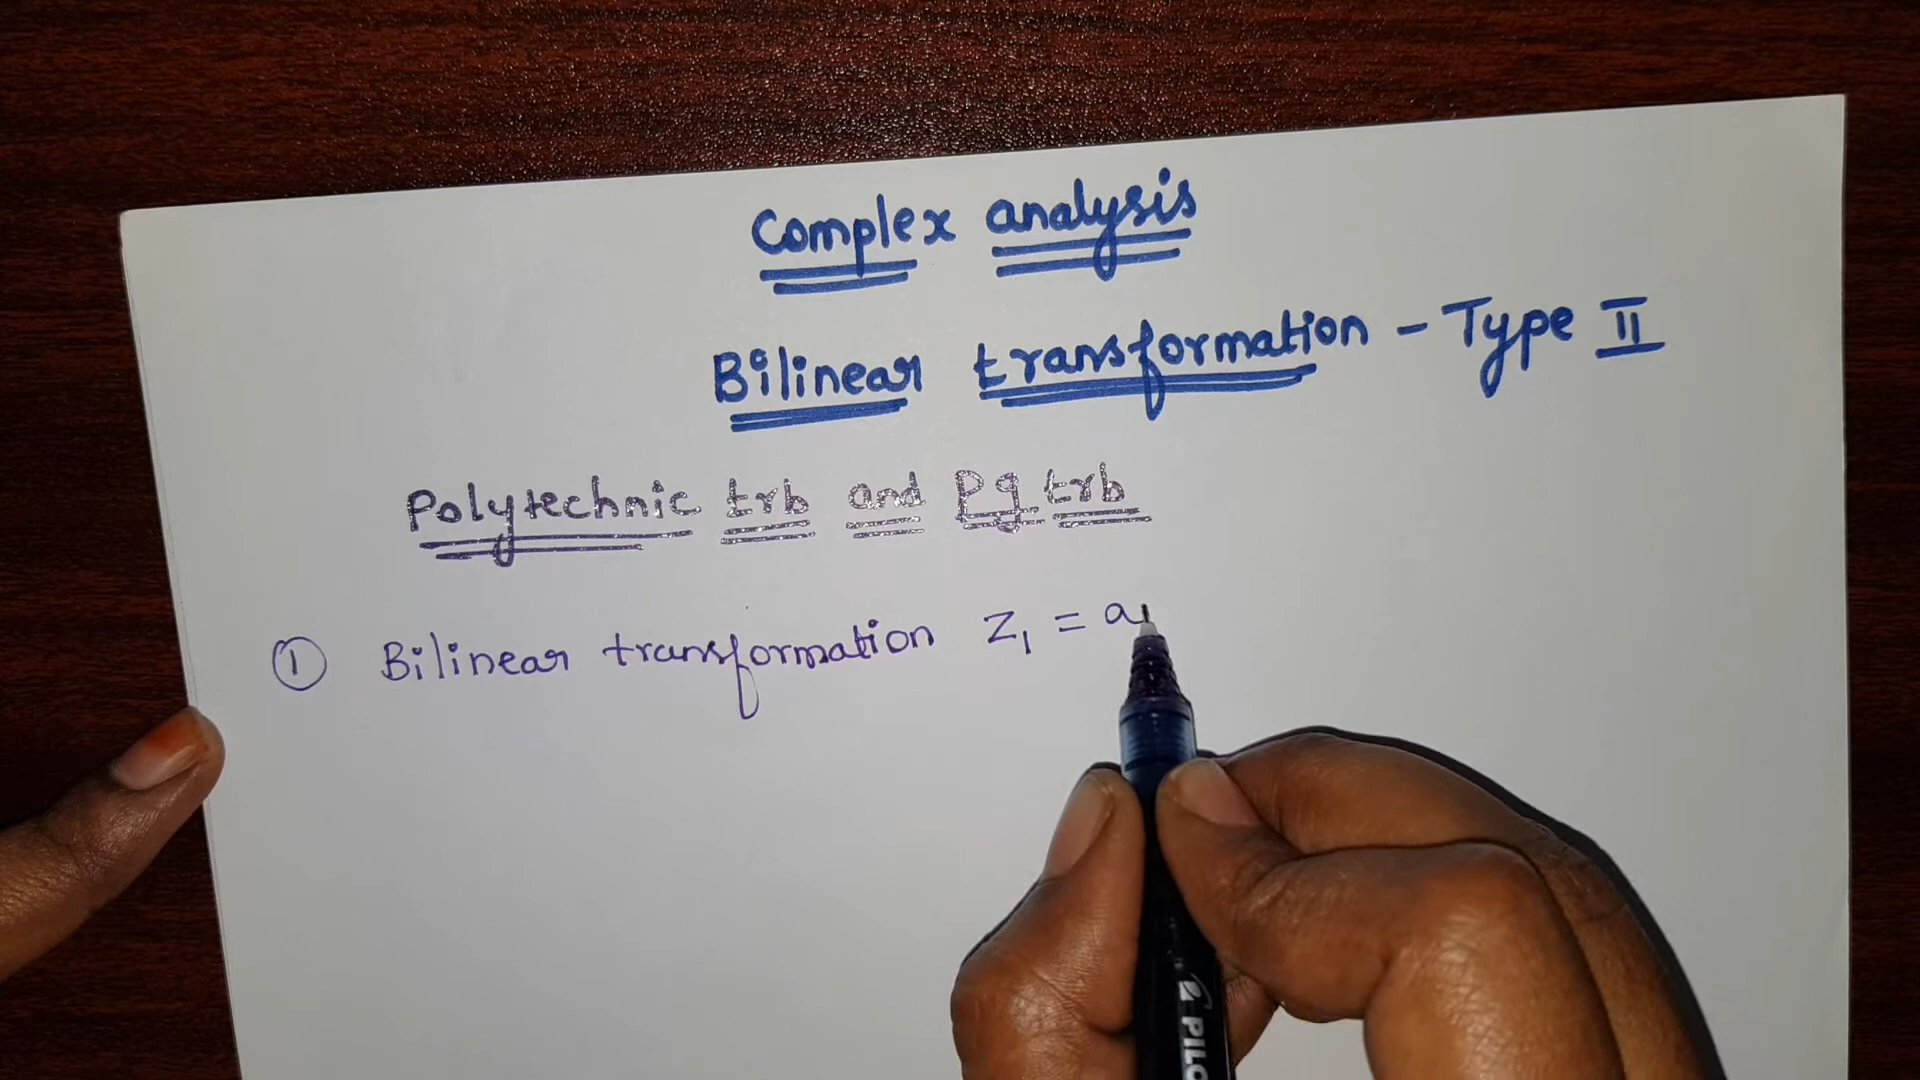 Complex analysis
Bilinear transformation - Type II
Polytechnic trb and Pg trb
① Bilinear transformation z₁ = a